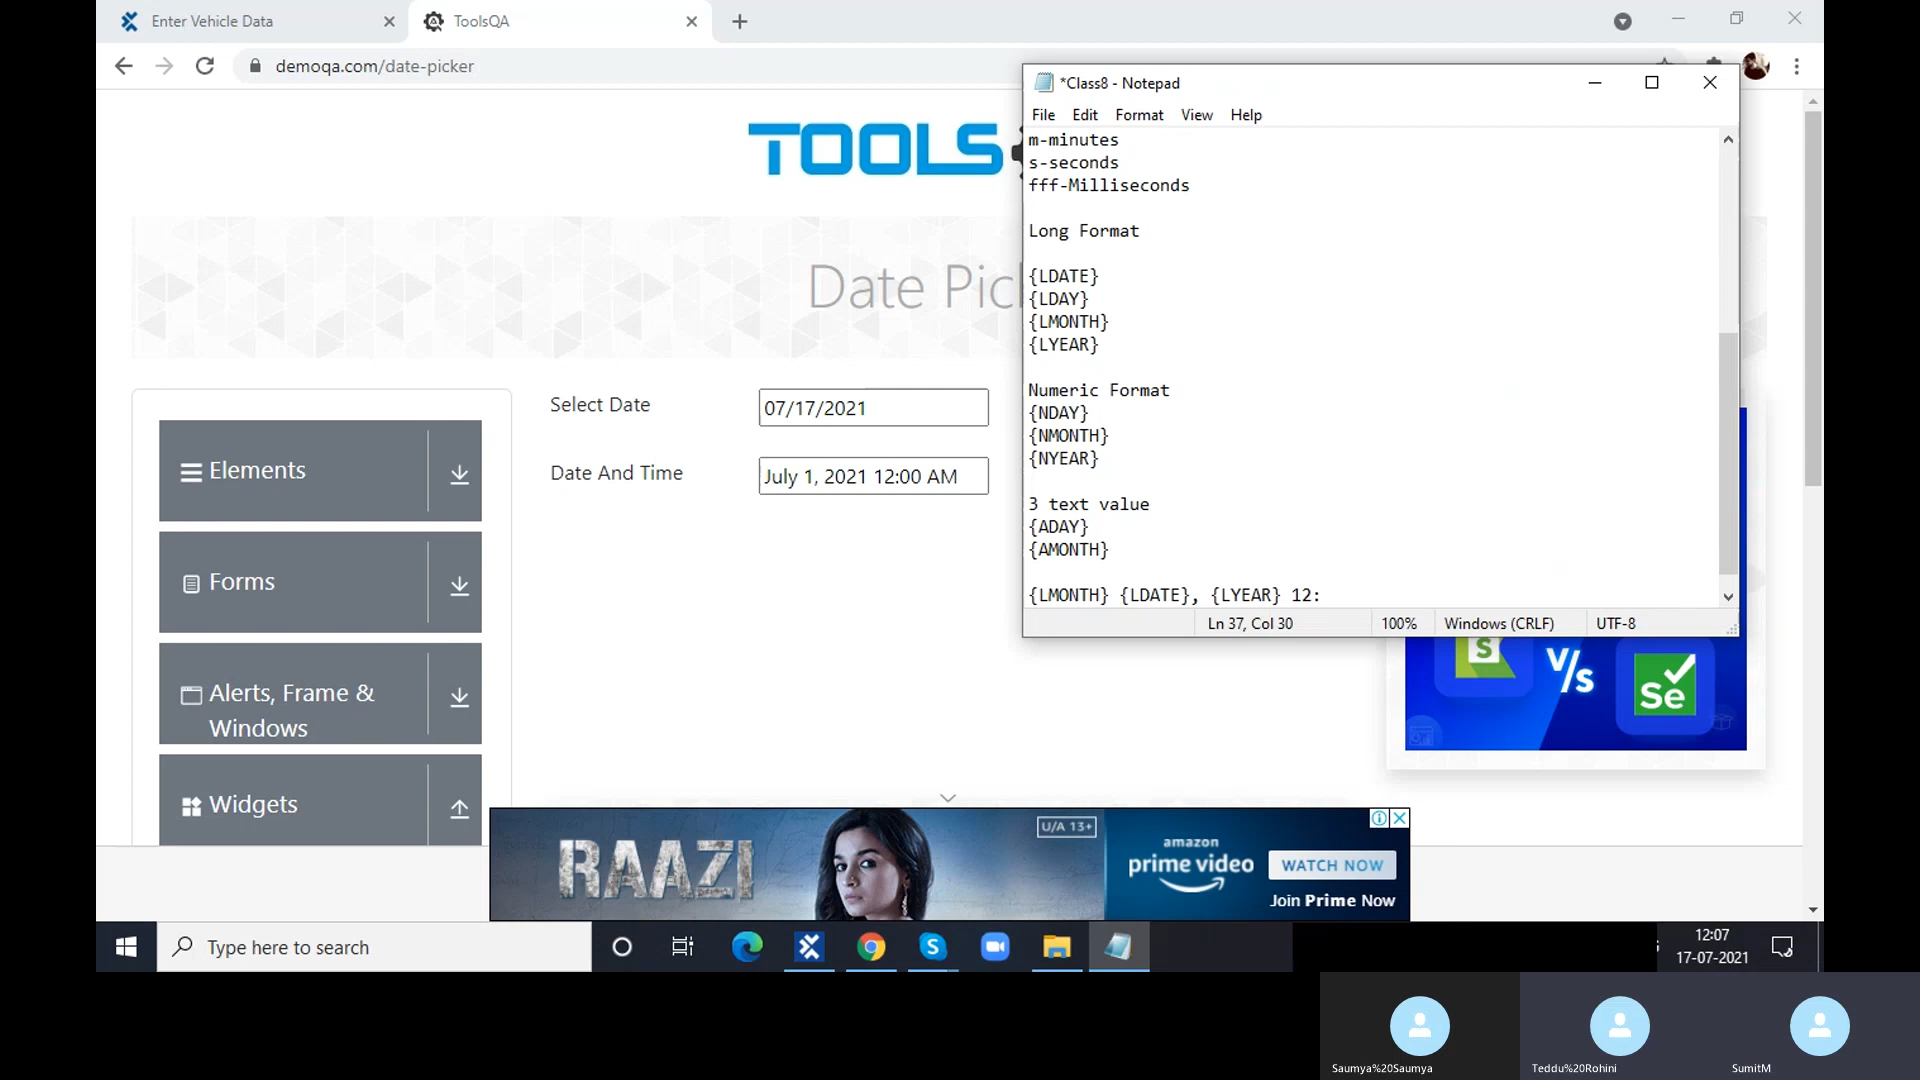 Enter Vehicle Data
ToolsQA
demoqa.com/date-picker
*Class8 - Notepad
File Edit Format View Help
m-minutes
s-seconds
fff-Milliseconds
Long Format
{LDATE}
{LDAY}
{LMONTH}
{LYEAR}
Numeric Format
{NDAY}
{NMONTH}
{NYEAR}
3 text value
{ADAY}
{AMONTH}
{LMONTH} {LDATE}, {LYEAR} 12:
Ln 37, Col 30 100% Windows (CRLF) UTF-8
TOOLS
Date Pic
Select Date 07/17/2021
Date And Time July 1, 2021 12:00 AM
Elements
Forms
Alerts, Frame &
Windows
Widgets
S V/s Se
RAAZI
U/A 13+
amazon
prime video
WATCH NOW
Join Prime Now
Type here to search
12:07
17-07-2021
Saumya%20Saumya
Teddu%20Rohini
SumitM